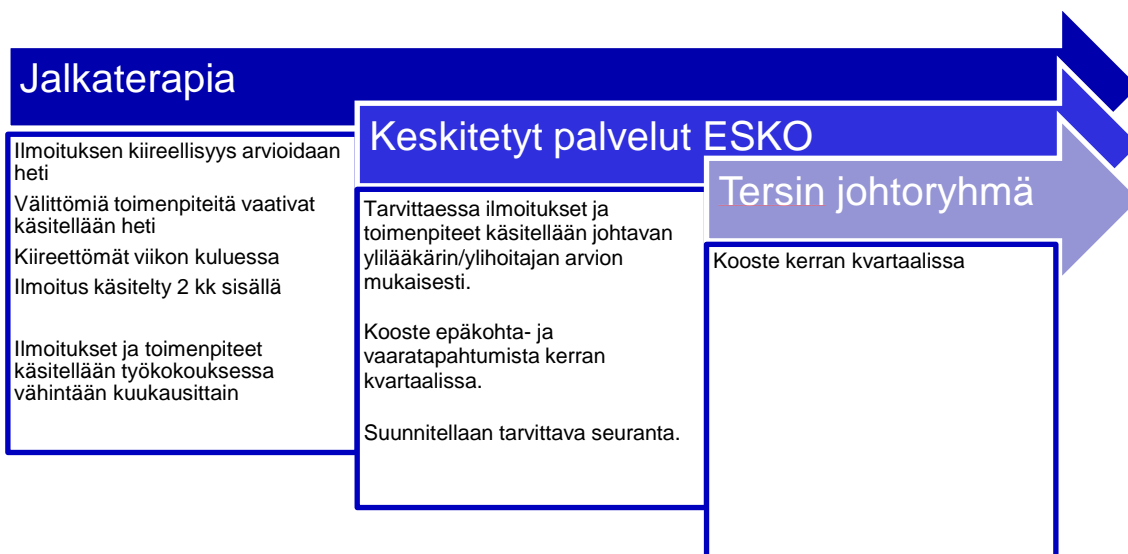 Jalkaterapia
Ilmoituksen kiireellisyys arvioidaan
heti
Välittömiä toimenpiteitä vaativat
käsitellään heti
Kiireettömät viikon kuluessa
Ilmoitus käsitelty 2 kk sisällä
Ilmoitukset ja toimenpiteet
käsitellään työkokouksessa
vähintään kuukausittain
Keskitetyt palvelut ESKO
Tarvittaessa ilmoitukset ja
toimenpiteet käsitellään johtavan
ylilääkärin/ylihoitajan arvion
mukaisesti.
Kooste epäkohta- ja
vaaratapahtumista kerran
kvartaalissa.
Suunnitellaan tarvittava seuranta.
Tersin johtoryhmä
Kooste kerran kvartaalissa